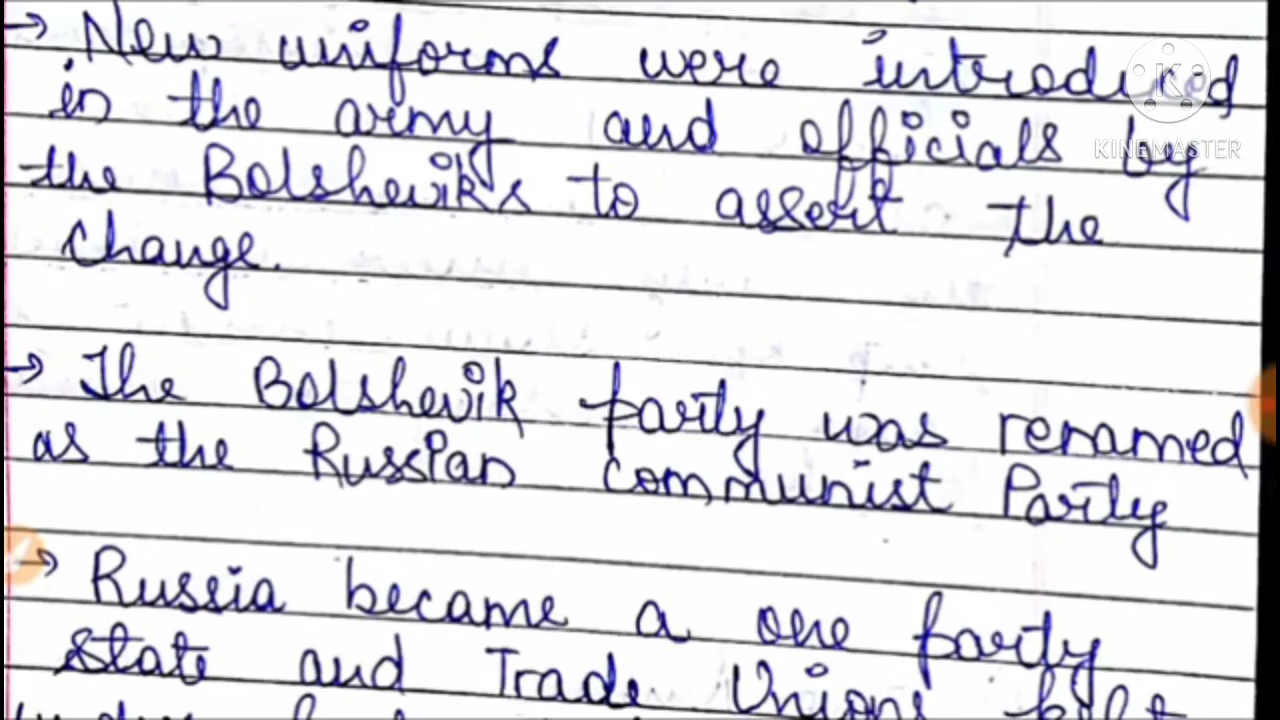 → New uniforms were introduced
in the army and officials by
KINEMASTER
the Bolsheviks to assert the
change.
→ The Bolshevik party was renamed
as the Russian Communist Party
→ Russia became a one party
state and Trade Unions kept